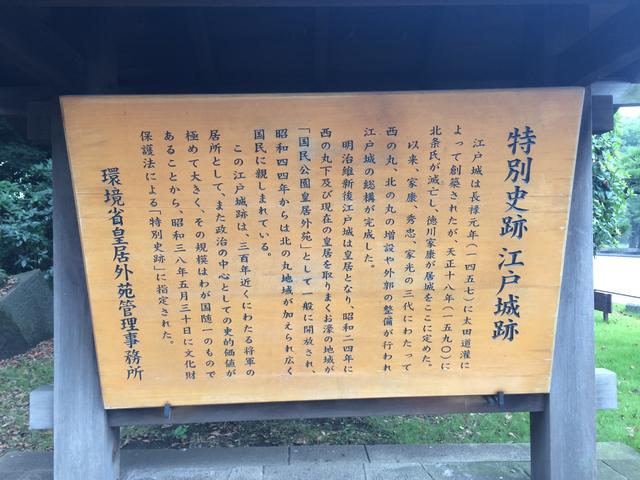 特別史跡 江戸城跡
江戸城は長禄元年(一四五七)に太田道灌に
よって創築されたが、天正十八年(一五九〇)に
北条氏が滅亡し、徳川家康が居城をここに定めた。
以来、家康、秀忠、家光の三代にわたって
西の丸、北の丸の増設や外郭の整備が行われ
江戸城の総構が完成した。
明治維新後江戸城は皇居となり、昭和二四年に
西の丸下及び現在の皇居を取りまくお濠の地域が
「国民公園皇居外苑」として一般に開放され、
昭和四四年からは北の丸地域が加えられ広く
国民に親しまれている。
この江戸城跡は、三百年近くにわたる将軍の
居所として、また政治の中心としての史的価値が
極めて大きく、その規模はわが国随一のもので
あることから、昭和三八年五月三十日に文化財
保護法による「特別史跡」に指定された。
環境省皇居外苑管理事務所